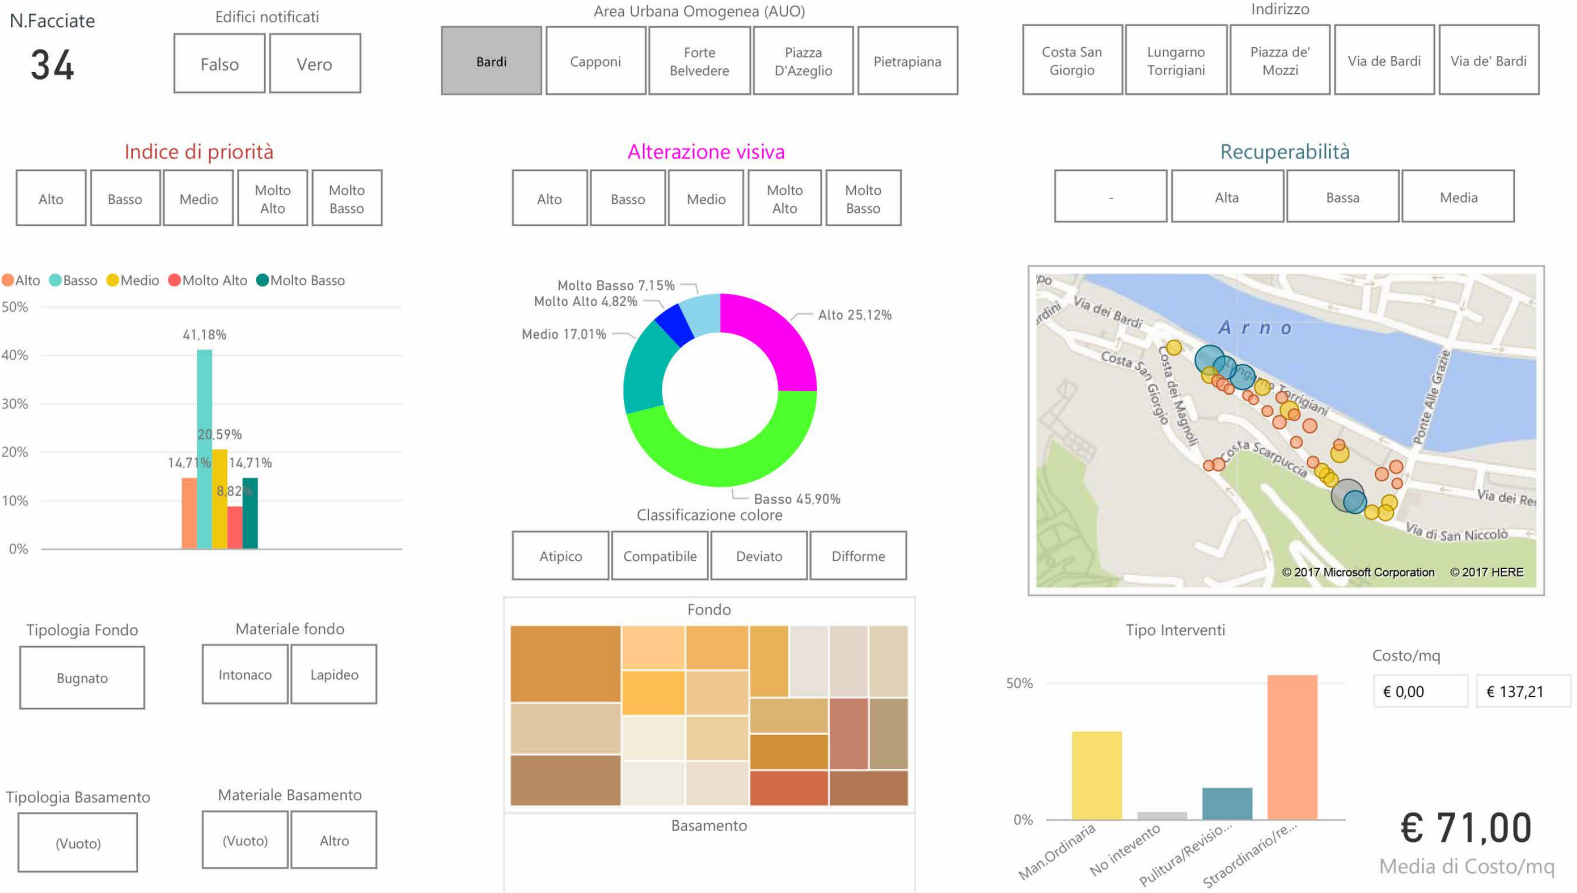 N.Facciate
34
Edifici notificati
Falso
Vero
Area Urbana Omogenea (AUO)
Bardi
Capponi
Forte
Belvedere
Piazza
D'Azeglio
Pietrapiana
Indirizzo
Costa San
Giorgio
Lungarno
Torrigiani
Piazza de'
Mozzi
Via de Bardi
Via de' Bardi
Indice di priorità
Alto
Basso
Medio
Molto
Alto
Molto
Basso
Alterazione visiva
Alto
Basso
Medio
Molto
Alto
Molto
Basso
Recuperabilità
-
Alta
Bassa
Media
Alto
Basso
Medio
Molto Alto
Molto Basso
50%
40%
30%
20%
10%
0%
41,18%
20,59%
14,71%
14,71%
8,82%
Molto Basso 7,15%
Molto Alto 4,82%
Medio 17,01%
Alto 25,12%
Basso 45,90%
Via dei Bardi
Arno
Costa San Giorgio
Costa dei Magnoli
Torrigiani
Ponte Alle Grazie
Costa Scarpuccia
Via dei Re
Via di San Niccolò
© 2017 Microsoft Corporation
© 2017 HERE
Classificazione colore
Atipico
Compatibile
Deviato
Difforme
Fondo
Basamento
Tipologia Fondo
Bugnato
Materiale fondo
Intonaco
Lapideo
Tipologia Basamento
(Vuoto)
Materiale Basamento
(Vuoto)
Altro
Tipo Interventi
50%
0%
Man.Ordinaria
No intevento
Pulitura/Revisio...
Straordinario/re...
Costo/mq
€ 0,00
€ 137,21
€ 71,00
Media di Costo/mq